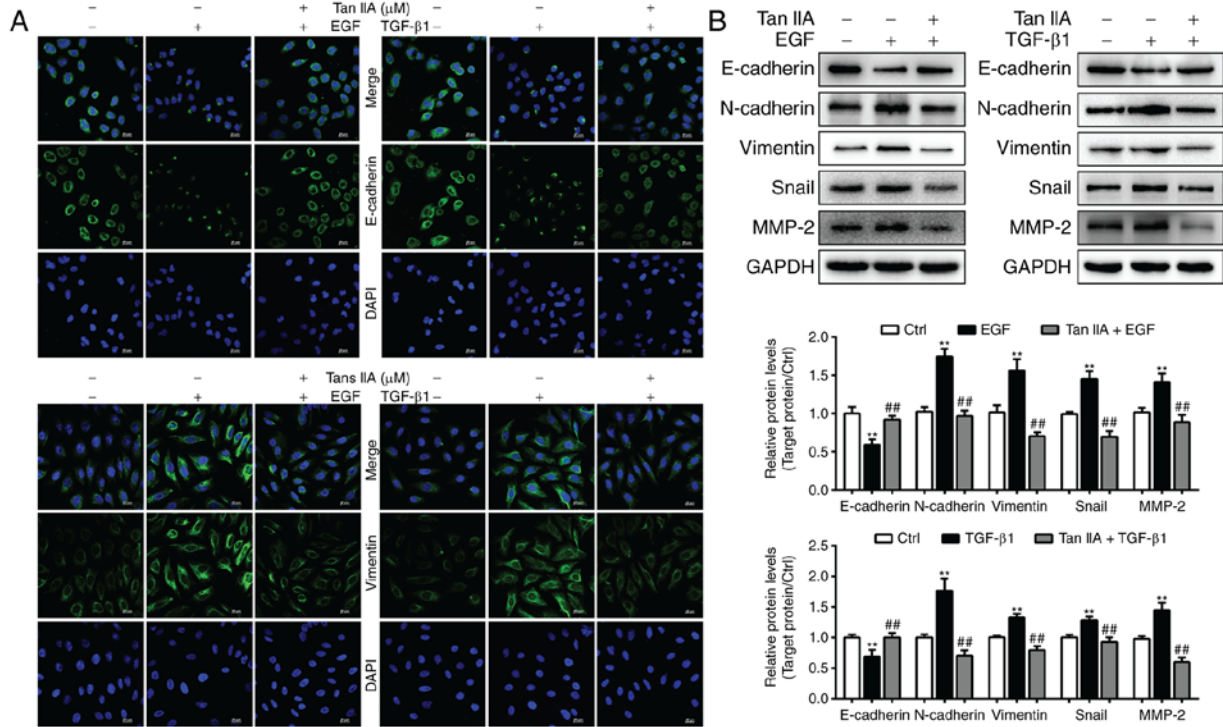 A
– – + Tan IIA (μM) – – +
– + + EGF TGF-β1 – + +
Merge
E-cadherin
DAPI
– – + Tans IIA (μM) – – +
– + + EGF TGF-β1 – + +
Merge
Vimentin
DAPI
B
Tan IIA – – +
EGF – + +
E-cadherin
N-cadherin
Vimentin
Snail
MMP-2
GAPDH
Tan IIA – – +
TGF-β1 – + +
E-cadherin
N-cadherin
Vimentin
Snail
MMP-2
GAPDH
Ctrl EGF Tan IIA + EGF
Relative protein levels
(Target protein/Ctrl)
2.0
1.5
1.0
0.5
0.0
** ## ** ## ** ## ** ## ** ##
E-cadherin N-cadherin Vimentin Snail MMP-2
Ctrl TGF-β1 Tan IIA + TGF-β1
Relative protein levels
(Target protein/Ctrl)
2.5
2.0
1.5
1.0
0.5
0.0
** ## ** ## ** ## ** ## ** ##
E-cadherin N-cadherin Vimentin Snail MMP-2